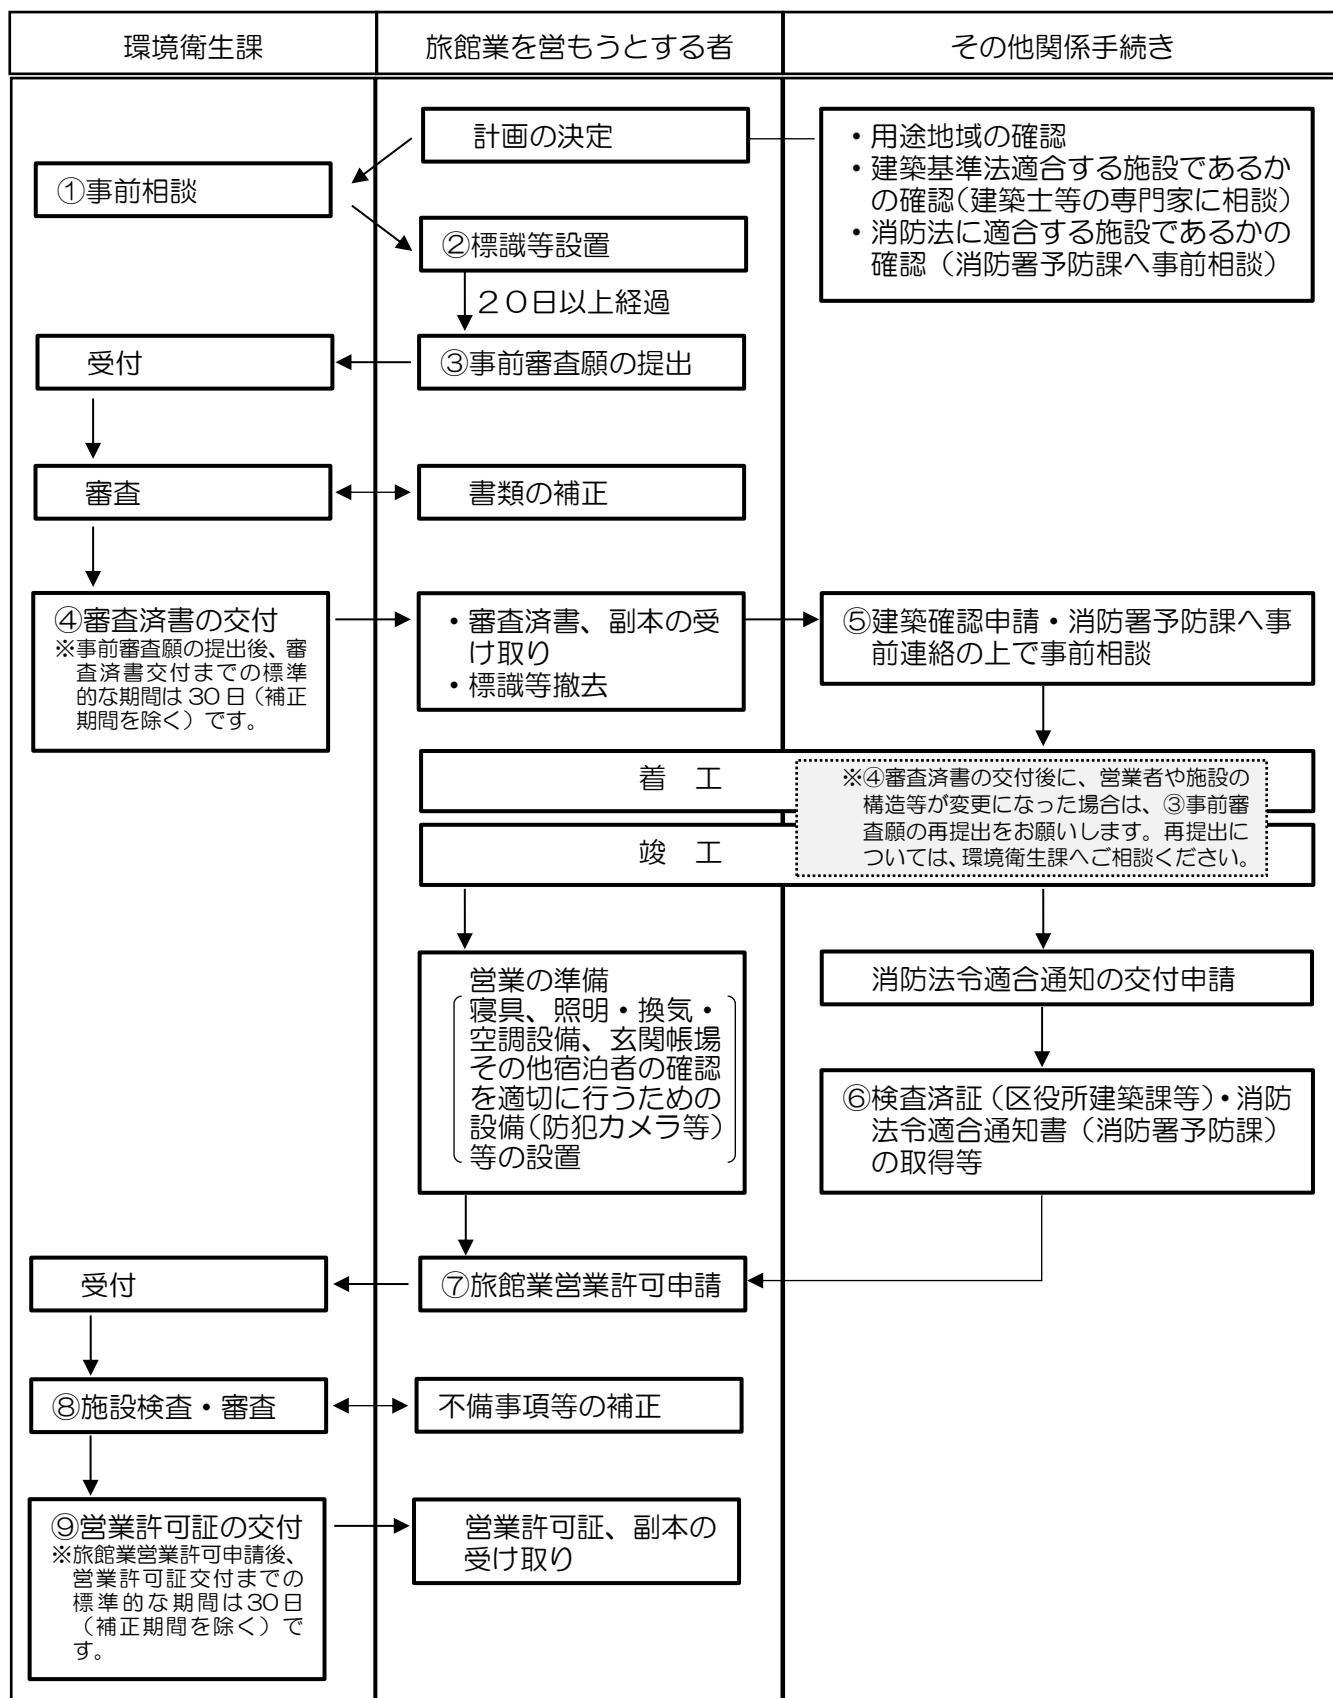 環境衛生課
旅館業を営もうとする者
その他関係手続き
計画の決定
・用途地域の確認
・建築基準法適合する施設であるか
の確認（建築士等の専門家に相談）
・消防法に適合する施設であるかの
確認（消防署予防課へ事前相談）
①事前相談
②標識等設置
２０日以上経過
受付
③事前審査願の提出
審査
書類の補正
④審査済書の交付
※事前審査願の提出後、審
査済書交付までの標準
的な期間は 30 日（補正
期間を除く）です。
・審査済書、副本の受
け取り
・標識等撤去
⑤建築確認申請・消防署予防課へ事
前連絡の上で事前相談
着　工
※④審査済書の交付後に、営業者や施設の
構造等が変更になった場合は、③事前審
査願の再提出をお願いします。再提出に
ついては、環境衛生課へご相談ください。
竣　工
営業の準備
寝具、照明・換気・
空調設備、玄関帳場
その他宿泊者の確認
を適切に行うための
設備（防犯カメラ等）
等の設置
消防法令適合通知の交付申請
⑥検査済証（区役所建築課等）・消防
法令適合通知書（消防署予防課）
の取得等
受付
⑦旅館業営業許可申請
⑧施設検査・審査
不備事項等の補正
⑨営業許可証の交付
※旅館業営業許可申請後、
営業許可証交付までの
標準的な期間は30日
（補正期間を除く）で
す。
営業許可証、副本の
受け取り